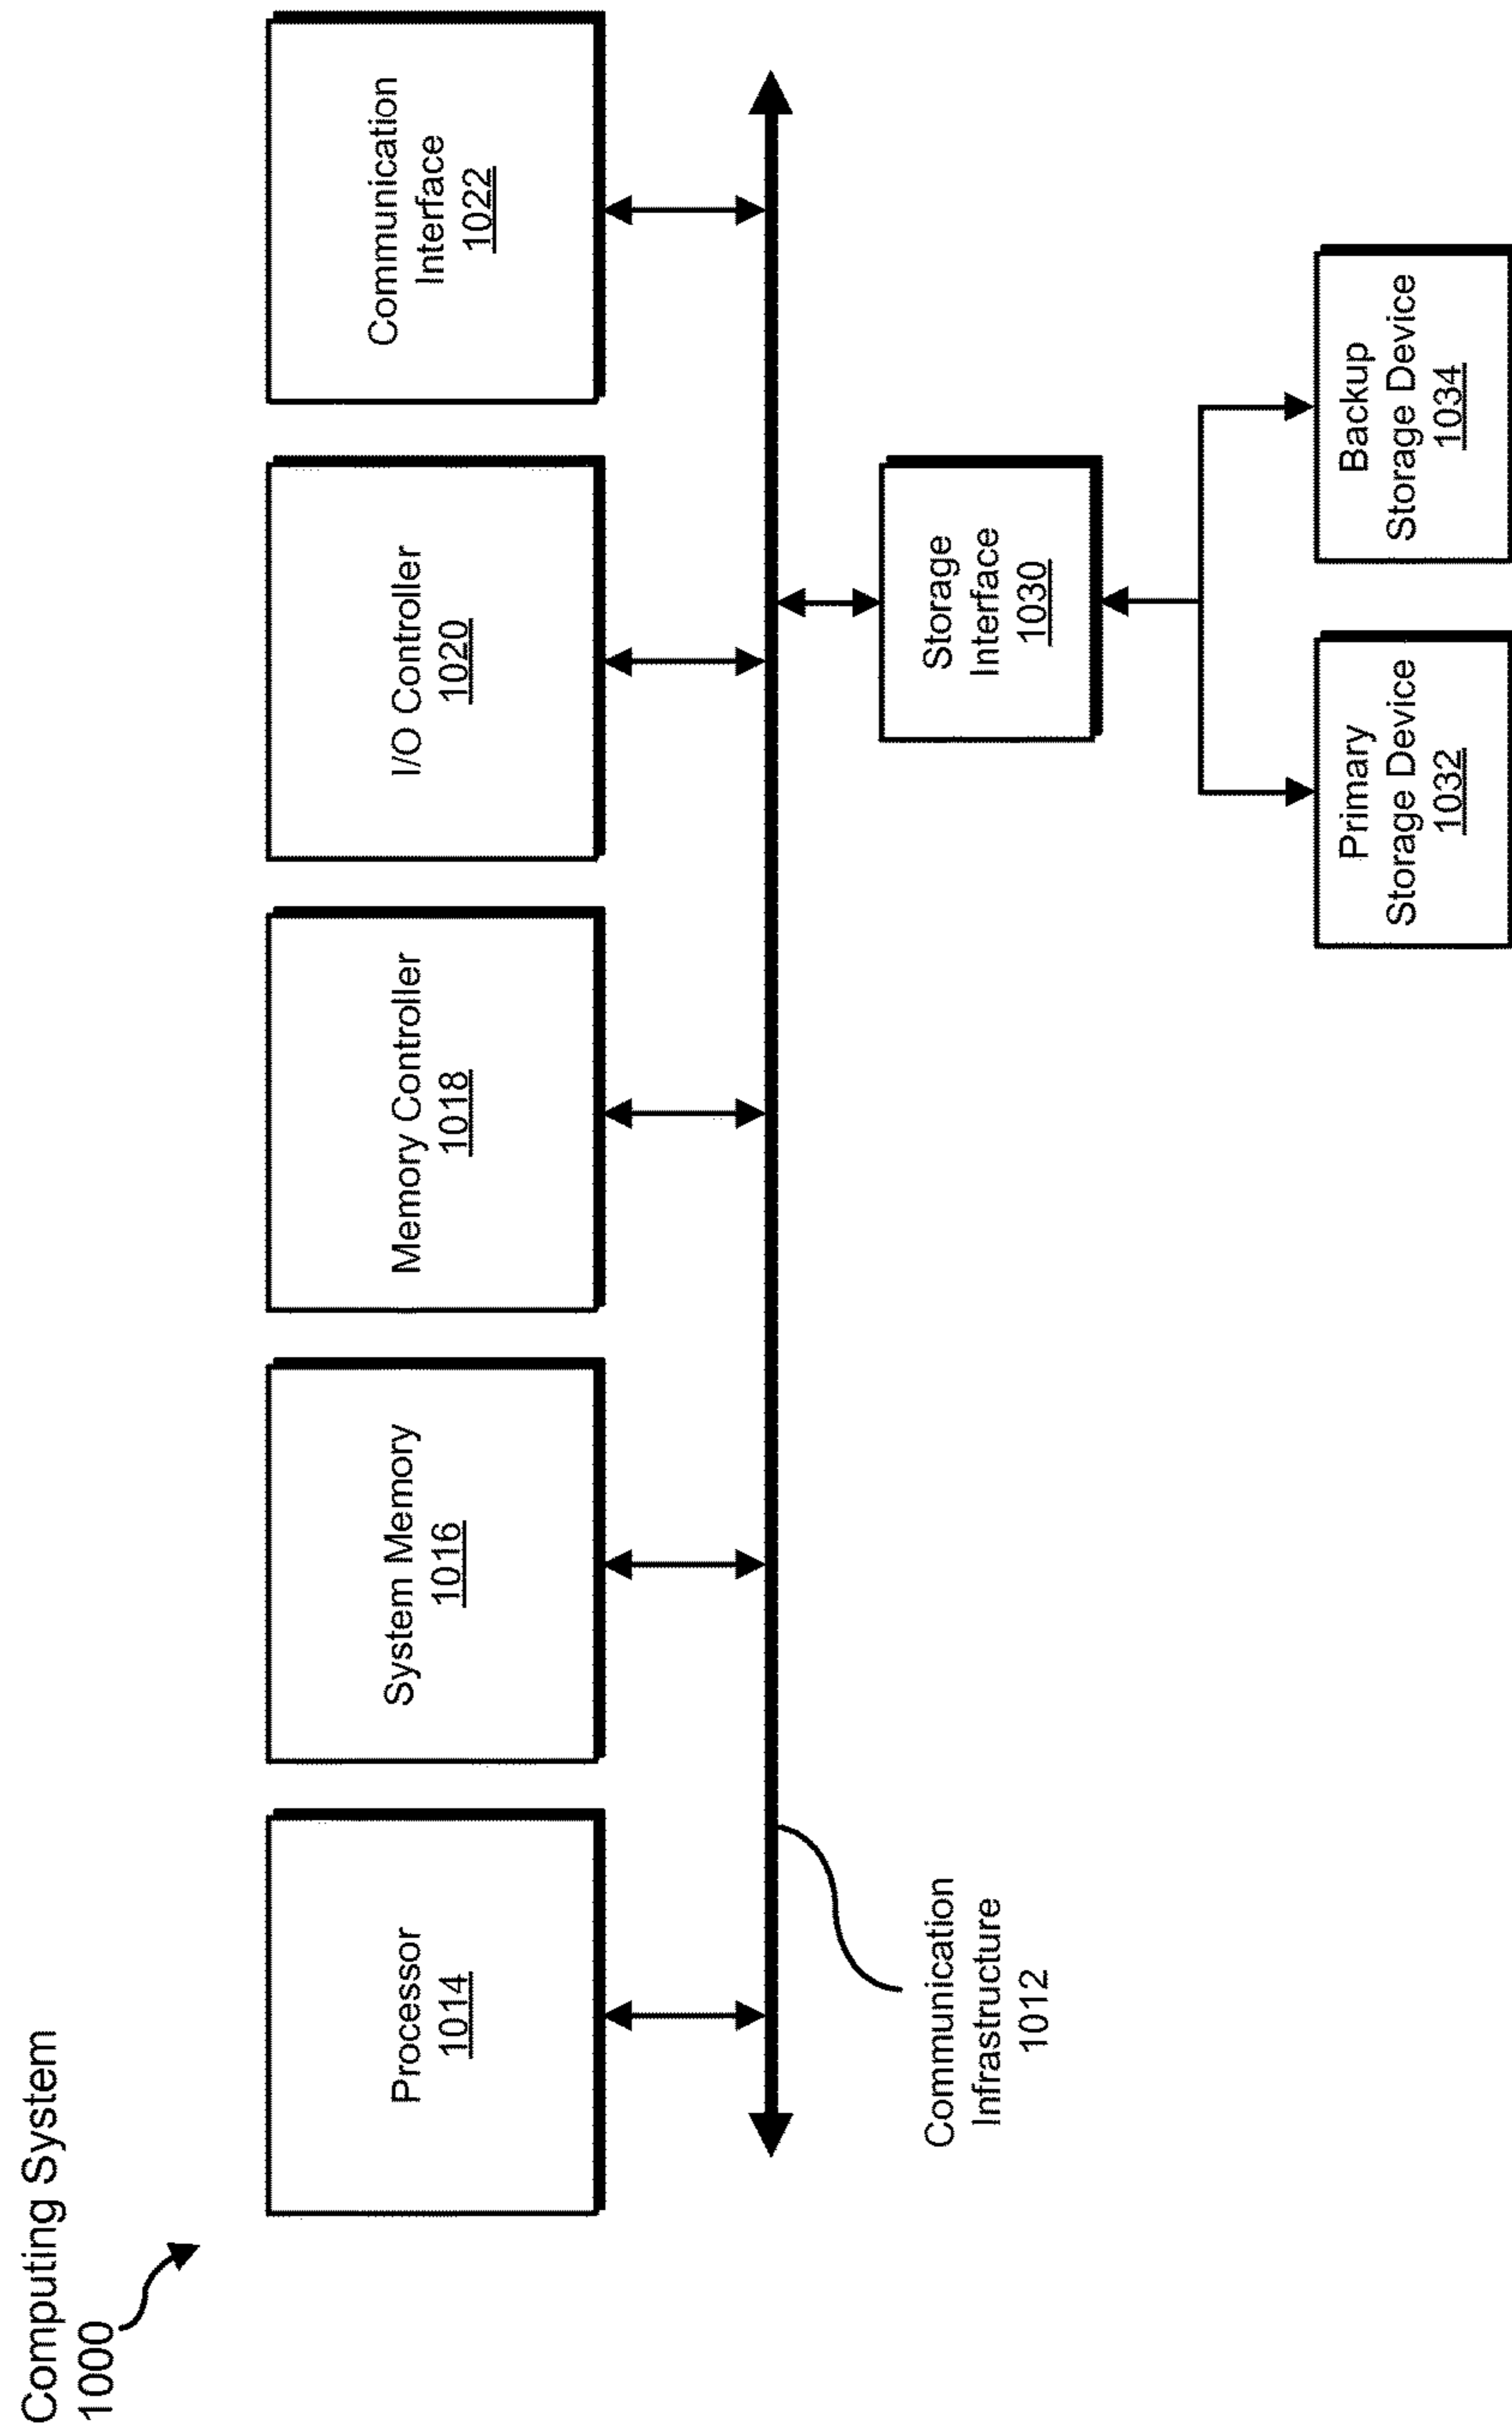 Computing System
1000
Processor
1014
System Memory
1016
Memory Controller
1018
I/O Controller
1020
Communication
Interface
1022
Communication
Infrastructure
1012
Storage
Interface
1030
Primary
Storage Device
1032
Backup
Storage Device
1034